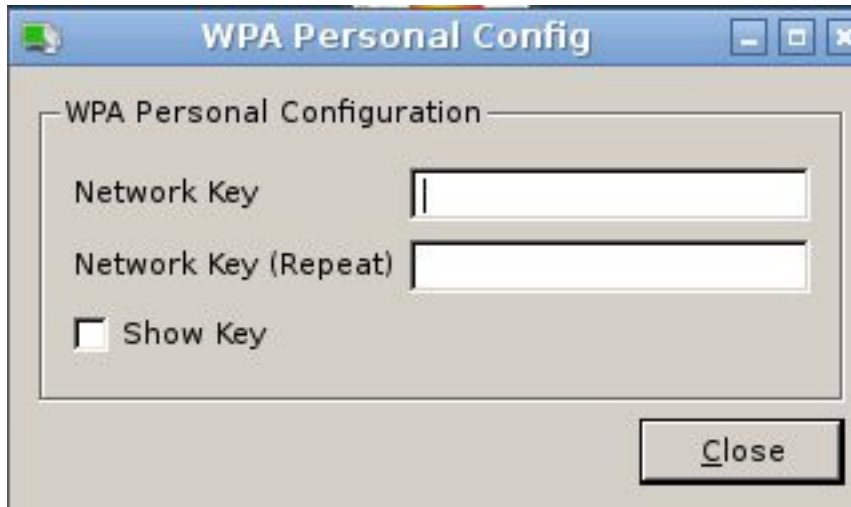 WPA Personal Config
WPA Personal Configuration
Network Key
Network Key (Repeat)
Show Key
Close